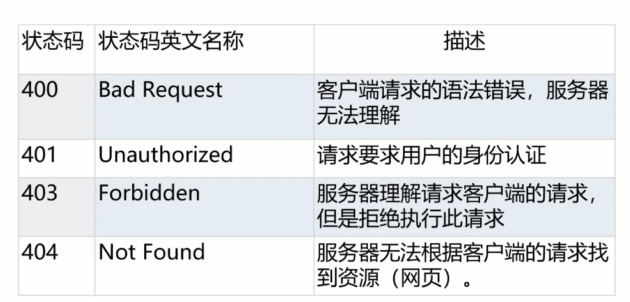 状态码 状态码英文名称 描述
400 Bad Request 客户端请求的语法错误，服务器
无法理解
401 Unauthorized 请求要求用户的身份认证
403 Forbidden 服务器理解请求客户端的请求，
但是拒绝执行此请求
404 Not Found 服务器无法根据客户端的请求找
到资源（网页）。